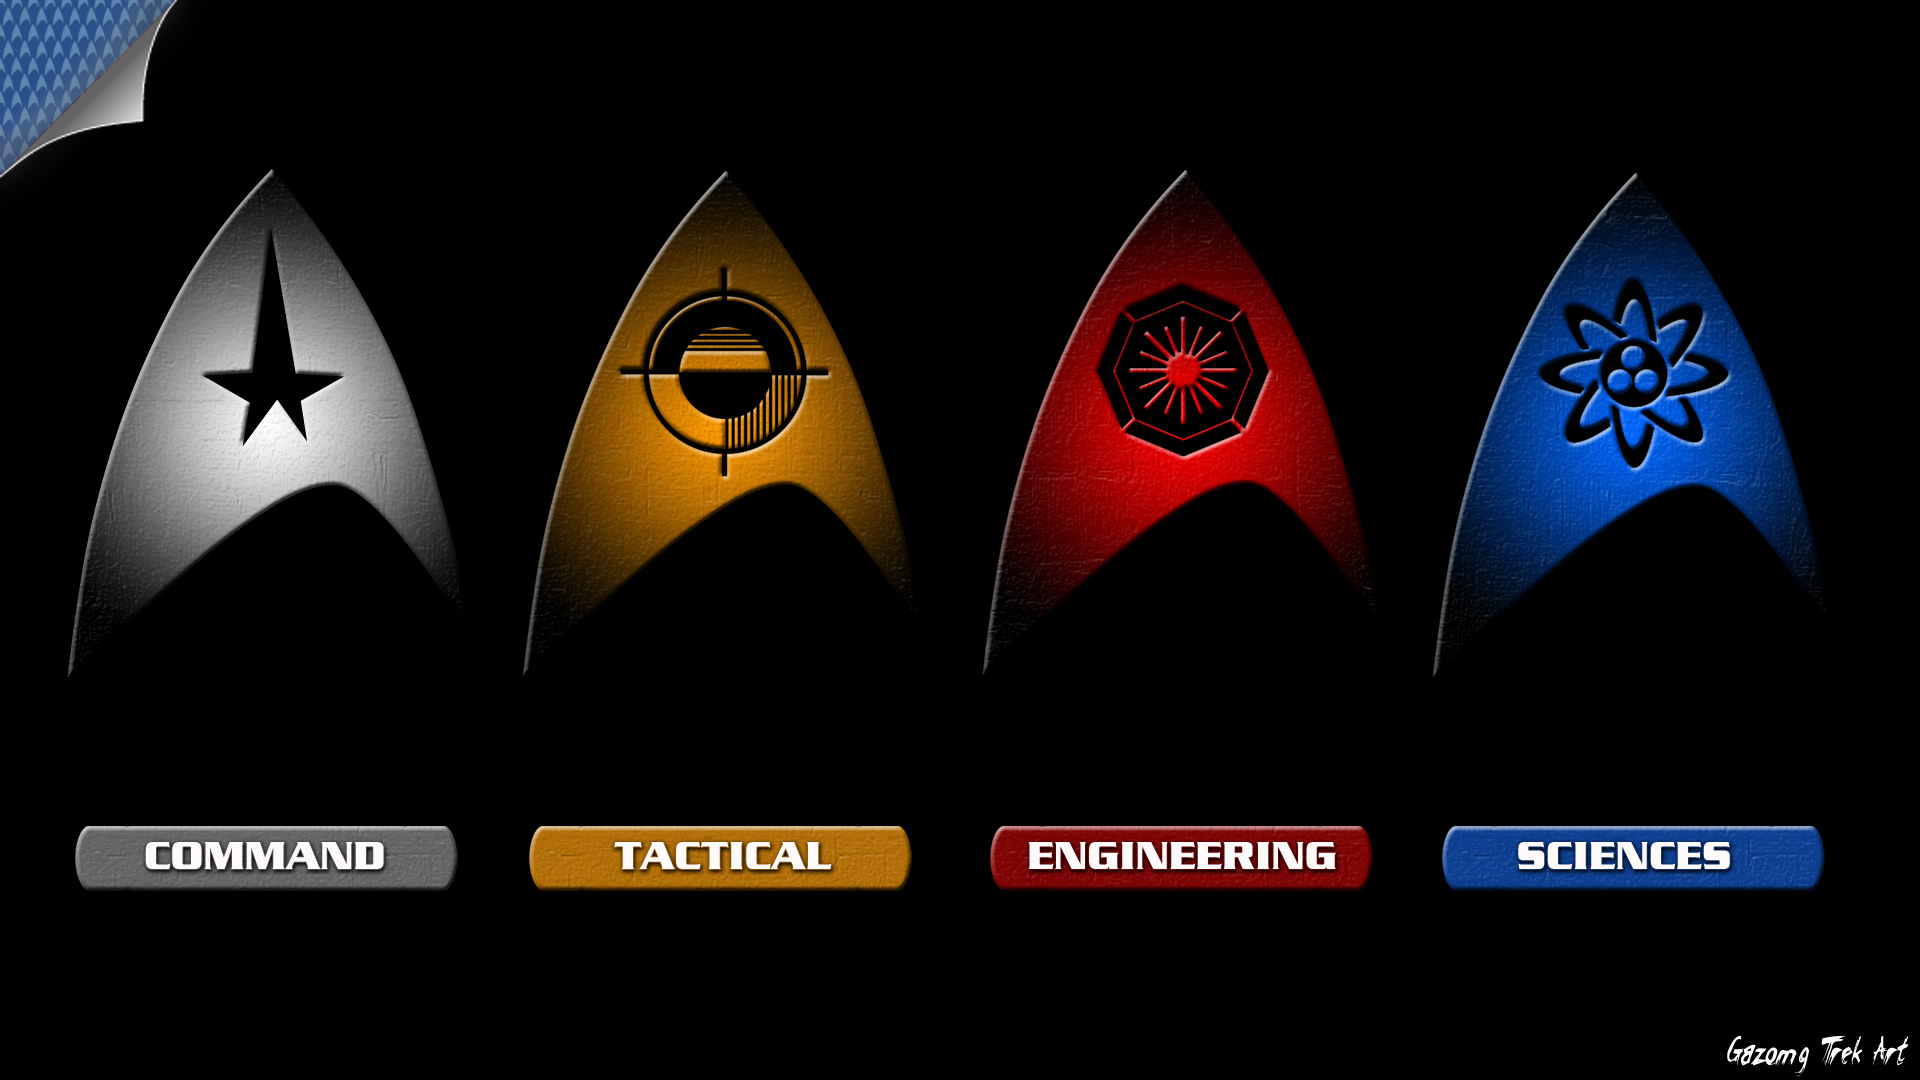 COMMAND
TACTICAL
ENGINEERING
SCIENCES
Gazomg Trek Art